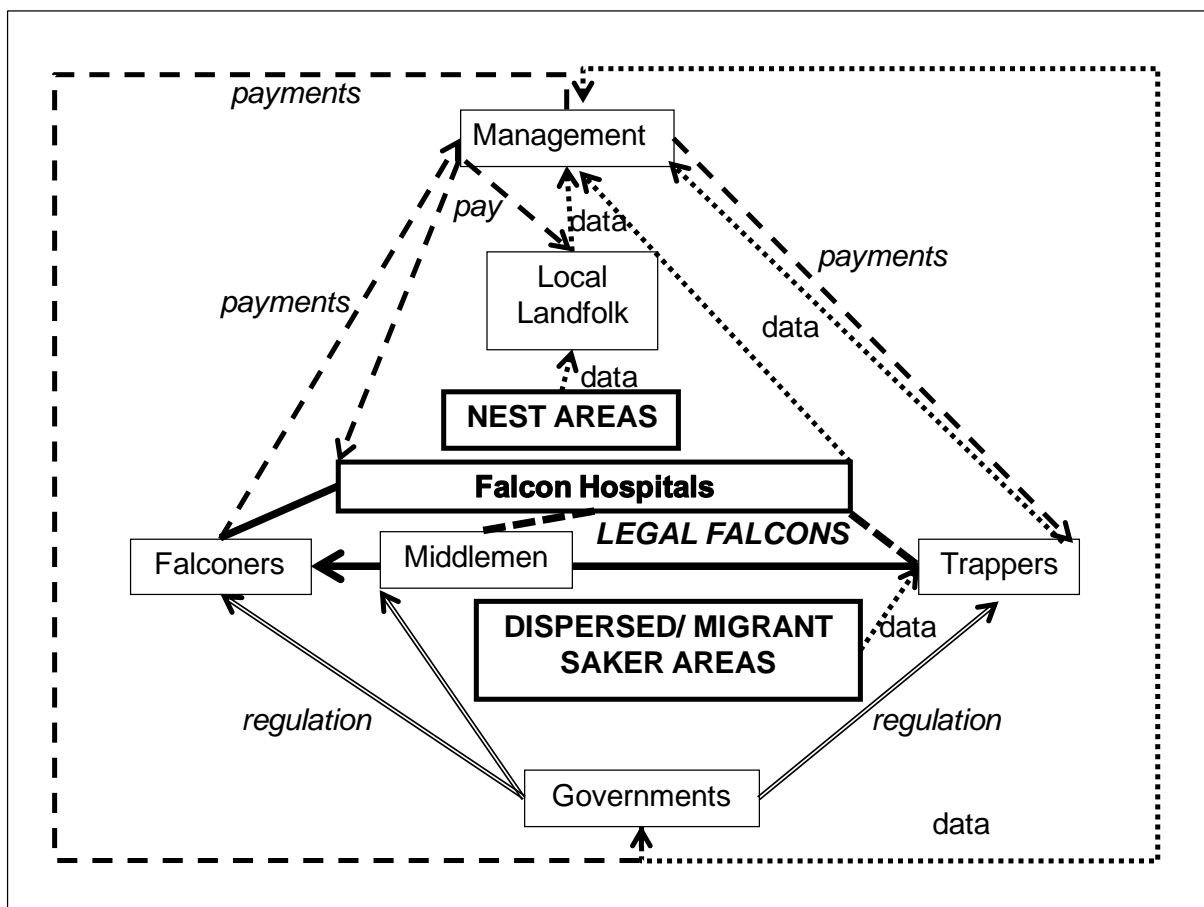 payments
Management
pay
data
payments
Local
Landfolk
payments
data
data
NEST AREAS
Falcon Hospitals
LEGAL FALCONS
Falconers
Middlemen
Trappers
DISPERSED/ MIGRANT
SAKER AREAS
data
regulation
regulation
Governments
data